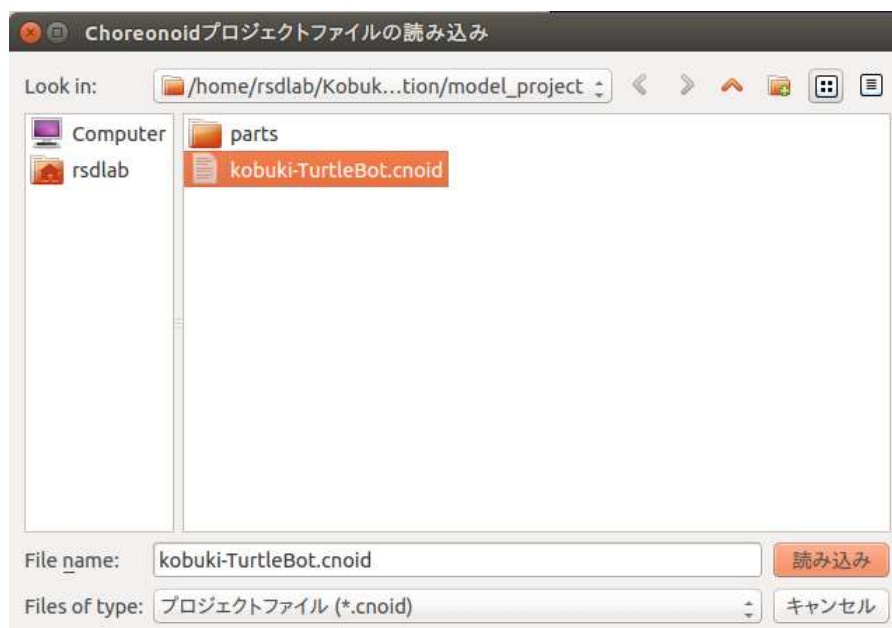 Choreonoidプロジェクトファイルの読み込み
Look in: /home/rsdlab/Kobuk...tion/model_project
Computer
rsdlab
parts
kobuki-TurtleBot.cnoid
File name: kobuki-TurtleBot.cnoid 読み込み
Files of type: プロジェクトファイル (*.cnoid) キャンセル